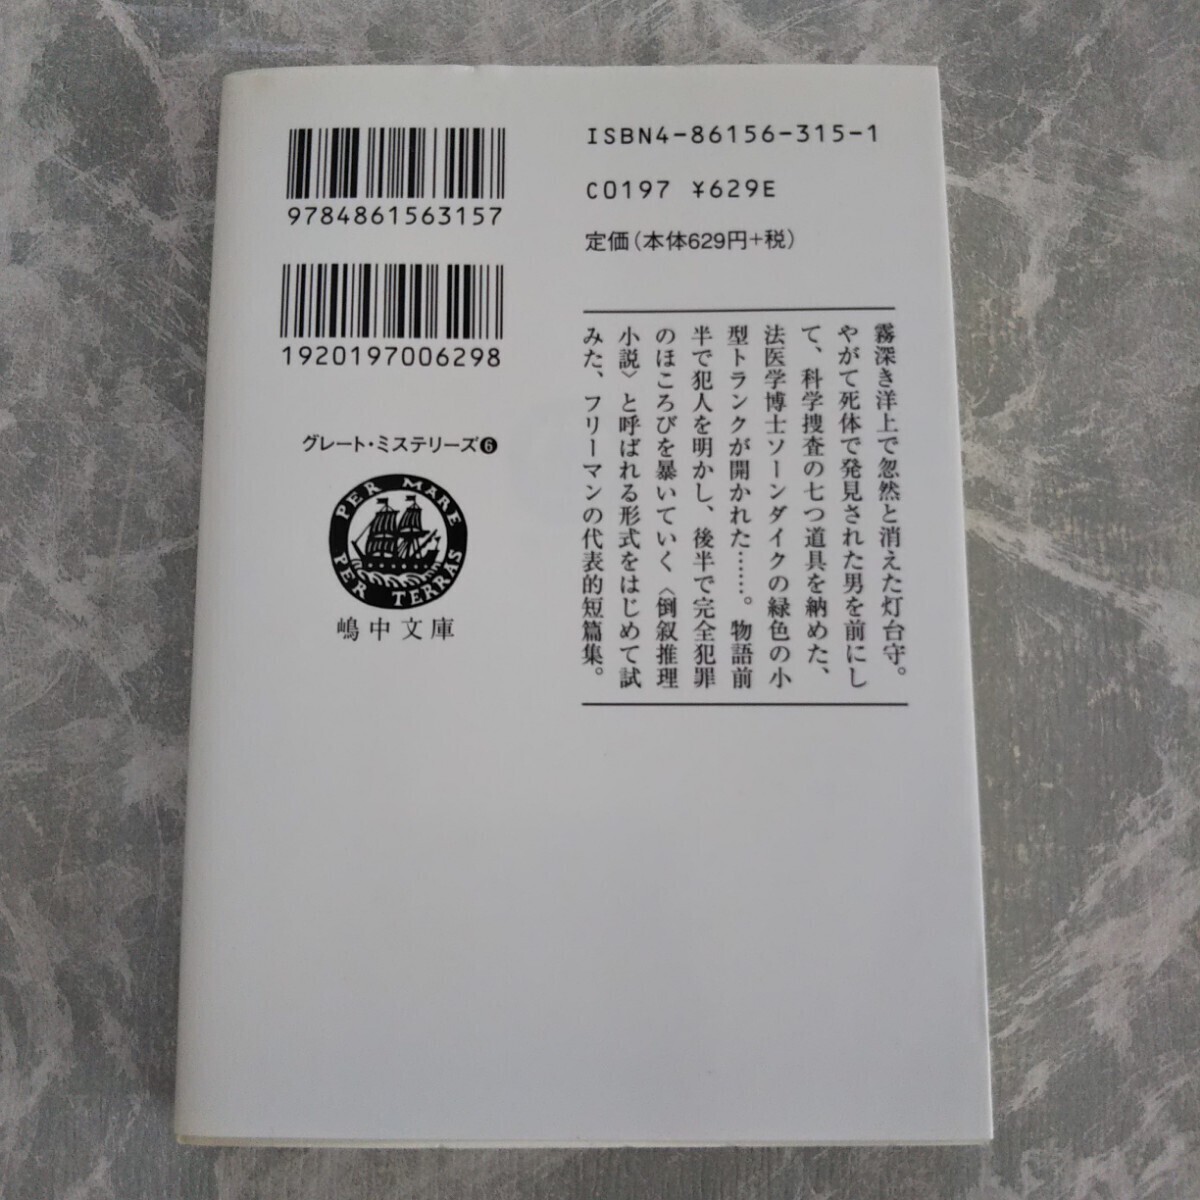 ISBN4-86156-315-1
C0197 ¥629E
定価(本体629円+税)
9784861563157
1920197006298
霧深き洋上で忽然と消えた灯台守。
やがて死体で発見された男を前にし
て、科学捜査の七つ道具を納めた、
法医学博士ソーンダイクの緑色の小
型トランクが開かれた……。物語前
半で犯人を明かし、後半で完全犯罪
のほころびを暴いていく〈倒叙推理
小説〉と呼ばれる形式をはじめて試
みた、フリーマンの代表的短篇集。
グレート・ミステリーズ❻
PER MARE
PER TERRAS
嶋中文庫